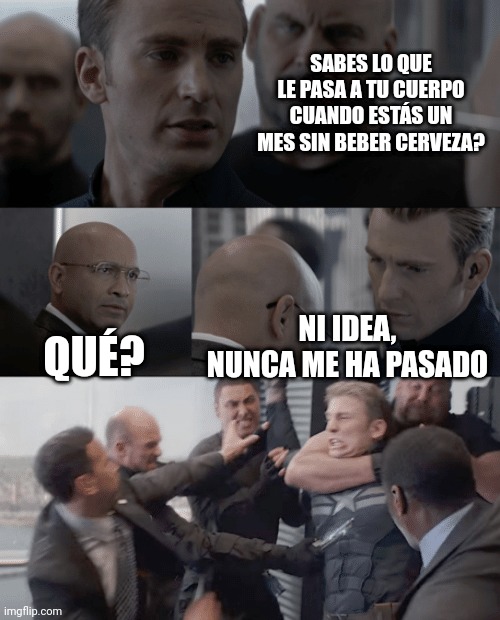 SABES LO QUE
LE PASA A TU CUERPO
CUANDO ESTÁS UN
MES SIN BEBER CERVEZA?
QUÉ?
NI IDEA,
NUNCA ME HA PASADO
imgflip.com